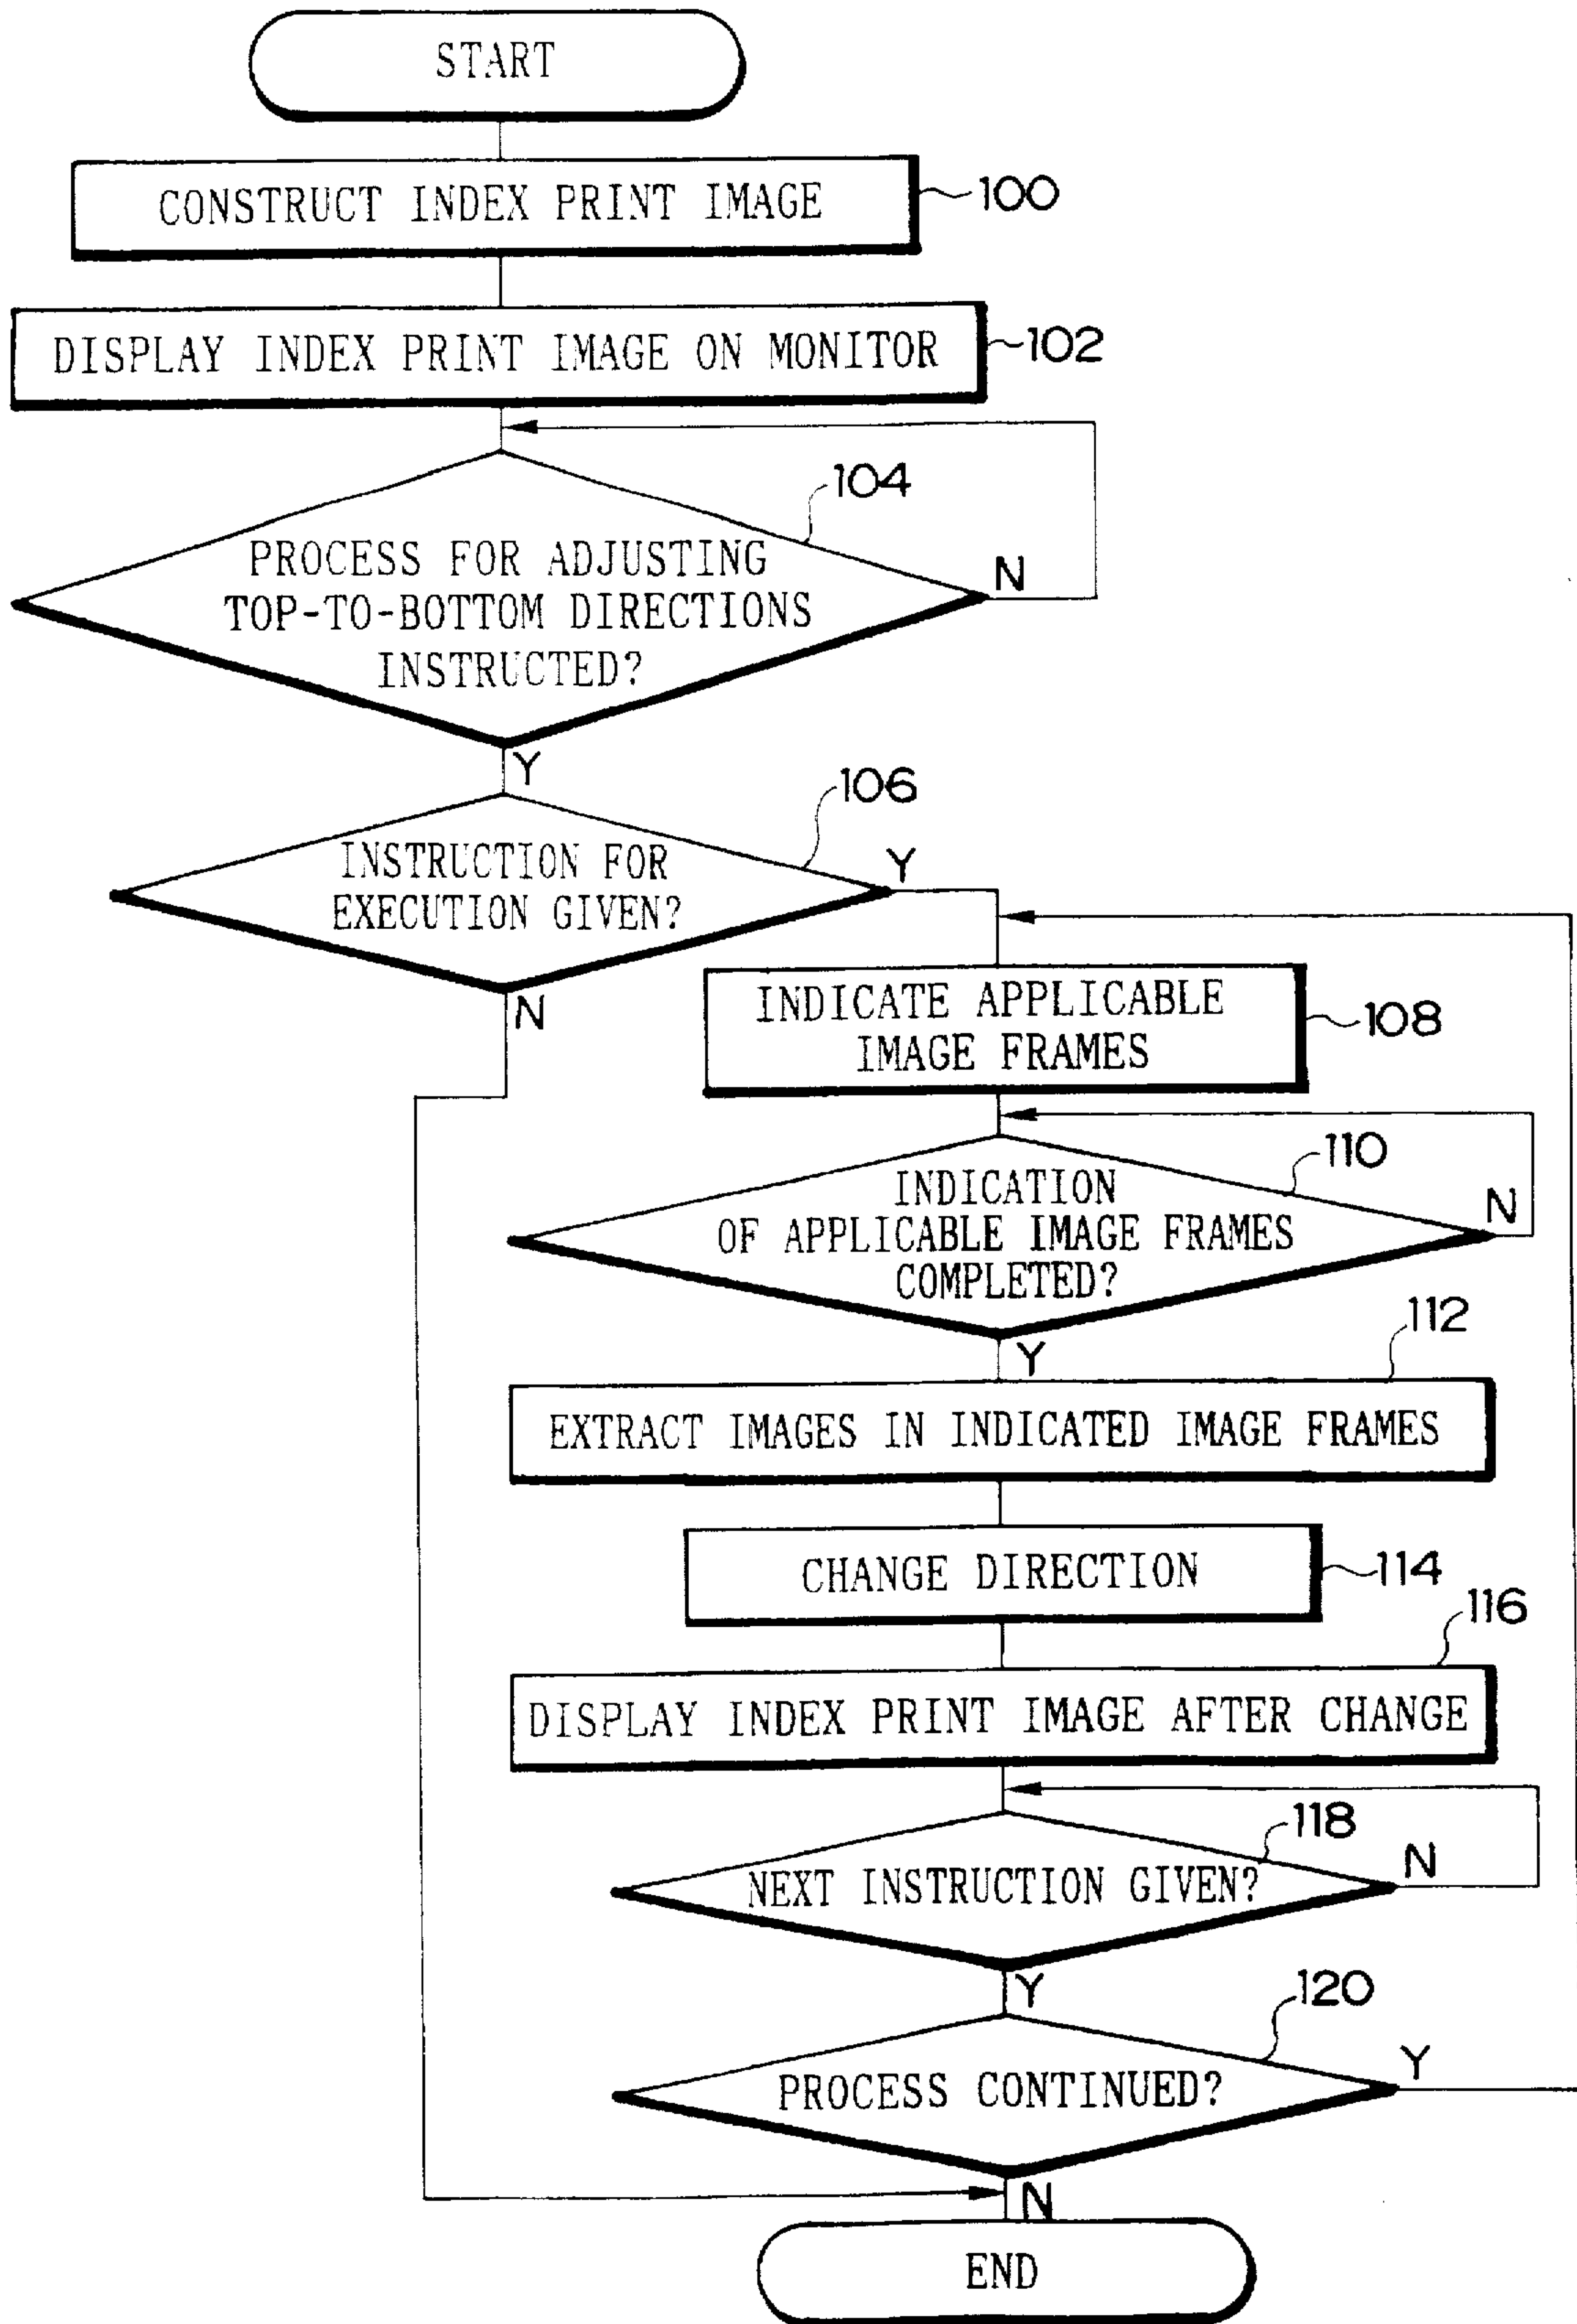 START
CONSTRUCT INDEX PRINT IMAGE
100
DISPLAY INDEX PRINT IMAGE ON MONITOR
102
104
PROCESS FOR ADJUSTING
TOP-TO-BOTTOM DIRECTIONS
INSTRUCTED?
N
Y
106
INSTRUCTION FOR
EXECUTION GIVEN?
Y
N
INDICATE APPLICABLE
IMAGE FRAMES
108
110
INDICATION
OF APPLICABLE IMAGE FRAMES
COMPLETED?
N
Y
112
EXTRACT IMAGES IN INDICATED IMAGE FRAMES
CHANGE DIRECTION
114
116
DISPLAY INDEX PRINT IMAGE AFTER CHANGE
118
NEXT INSTRUCTION GIVEN?
N
Y
120
PROCESS CONTINUED?
Y
N
END